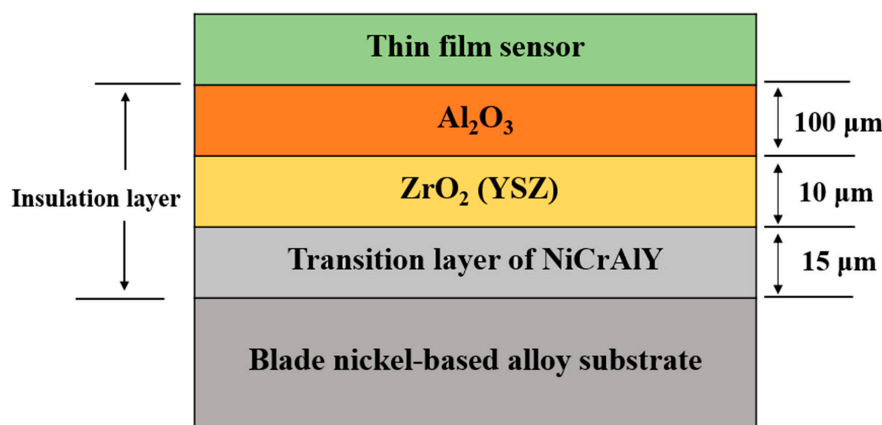 Thin film sensor
Al₂O₃
100 μm
ZrO₂ (YSZ)
10 μm
Insulation layer
Transition layer of NiCrAlY
15 μm
Blade nickel-based alloy substrate